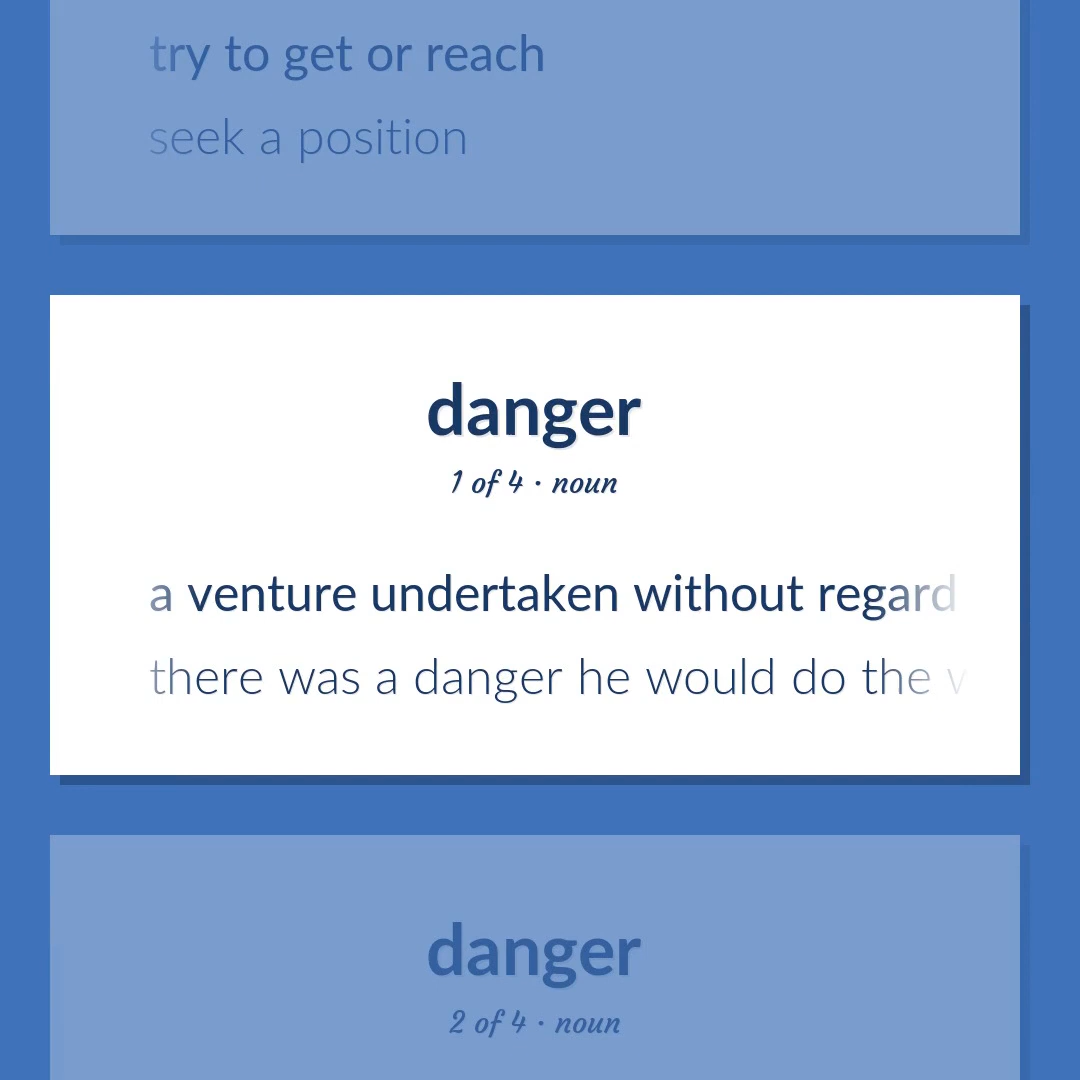 try to get or reach
seek a position
danger
1 of 4 · noun
a venture undertaken without regard
there was a danger he would do the
danger
2 of 4 · noun